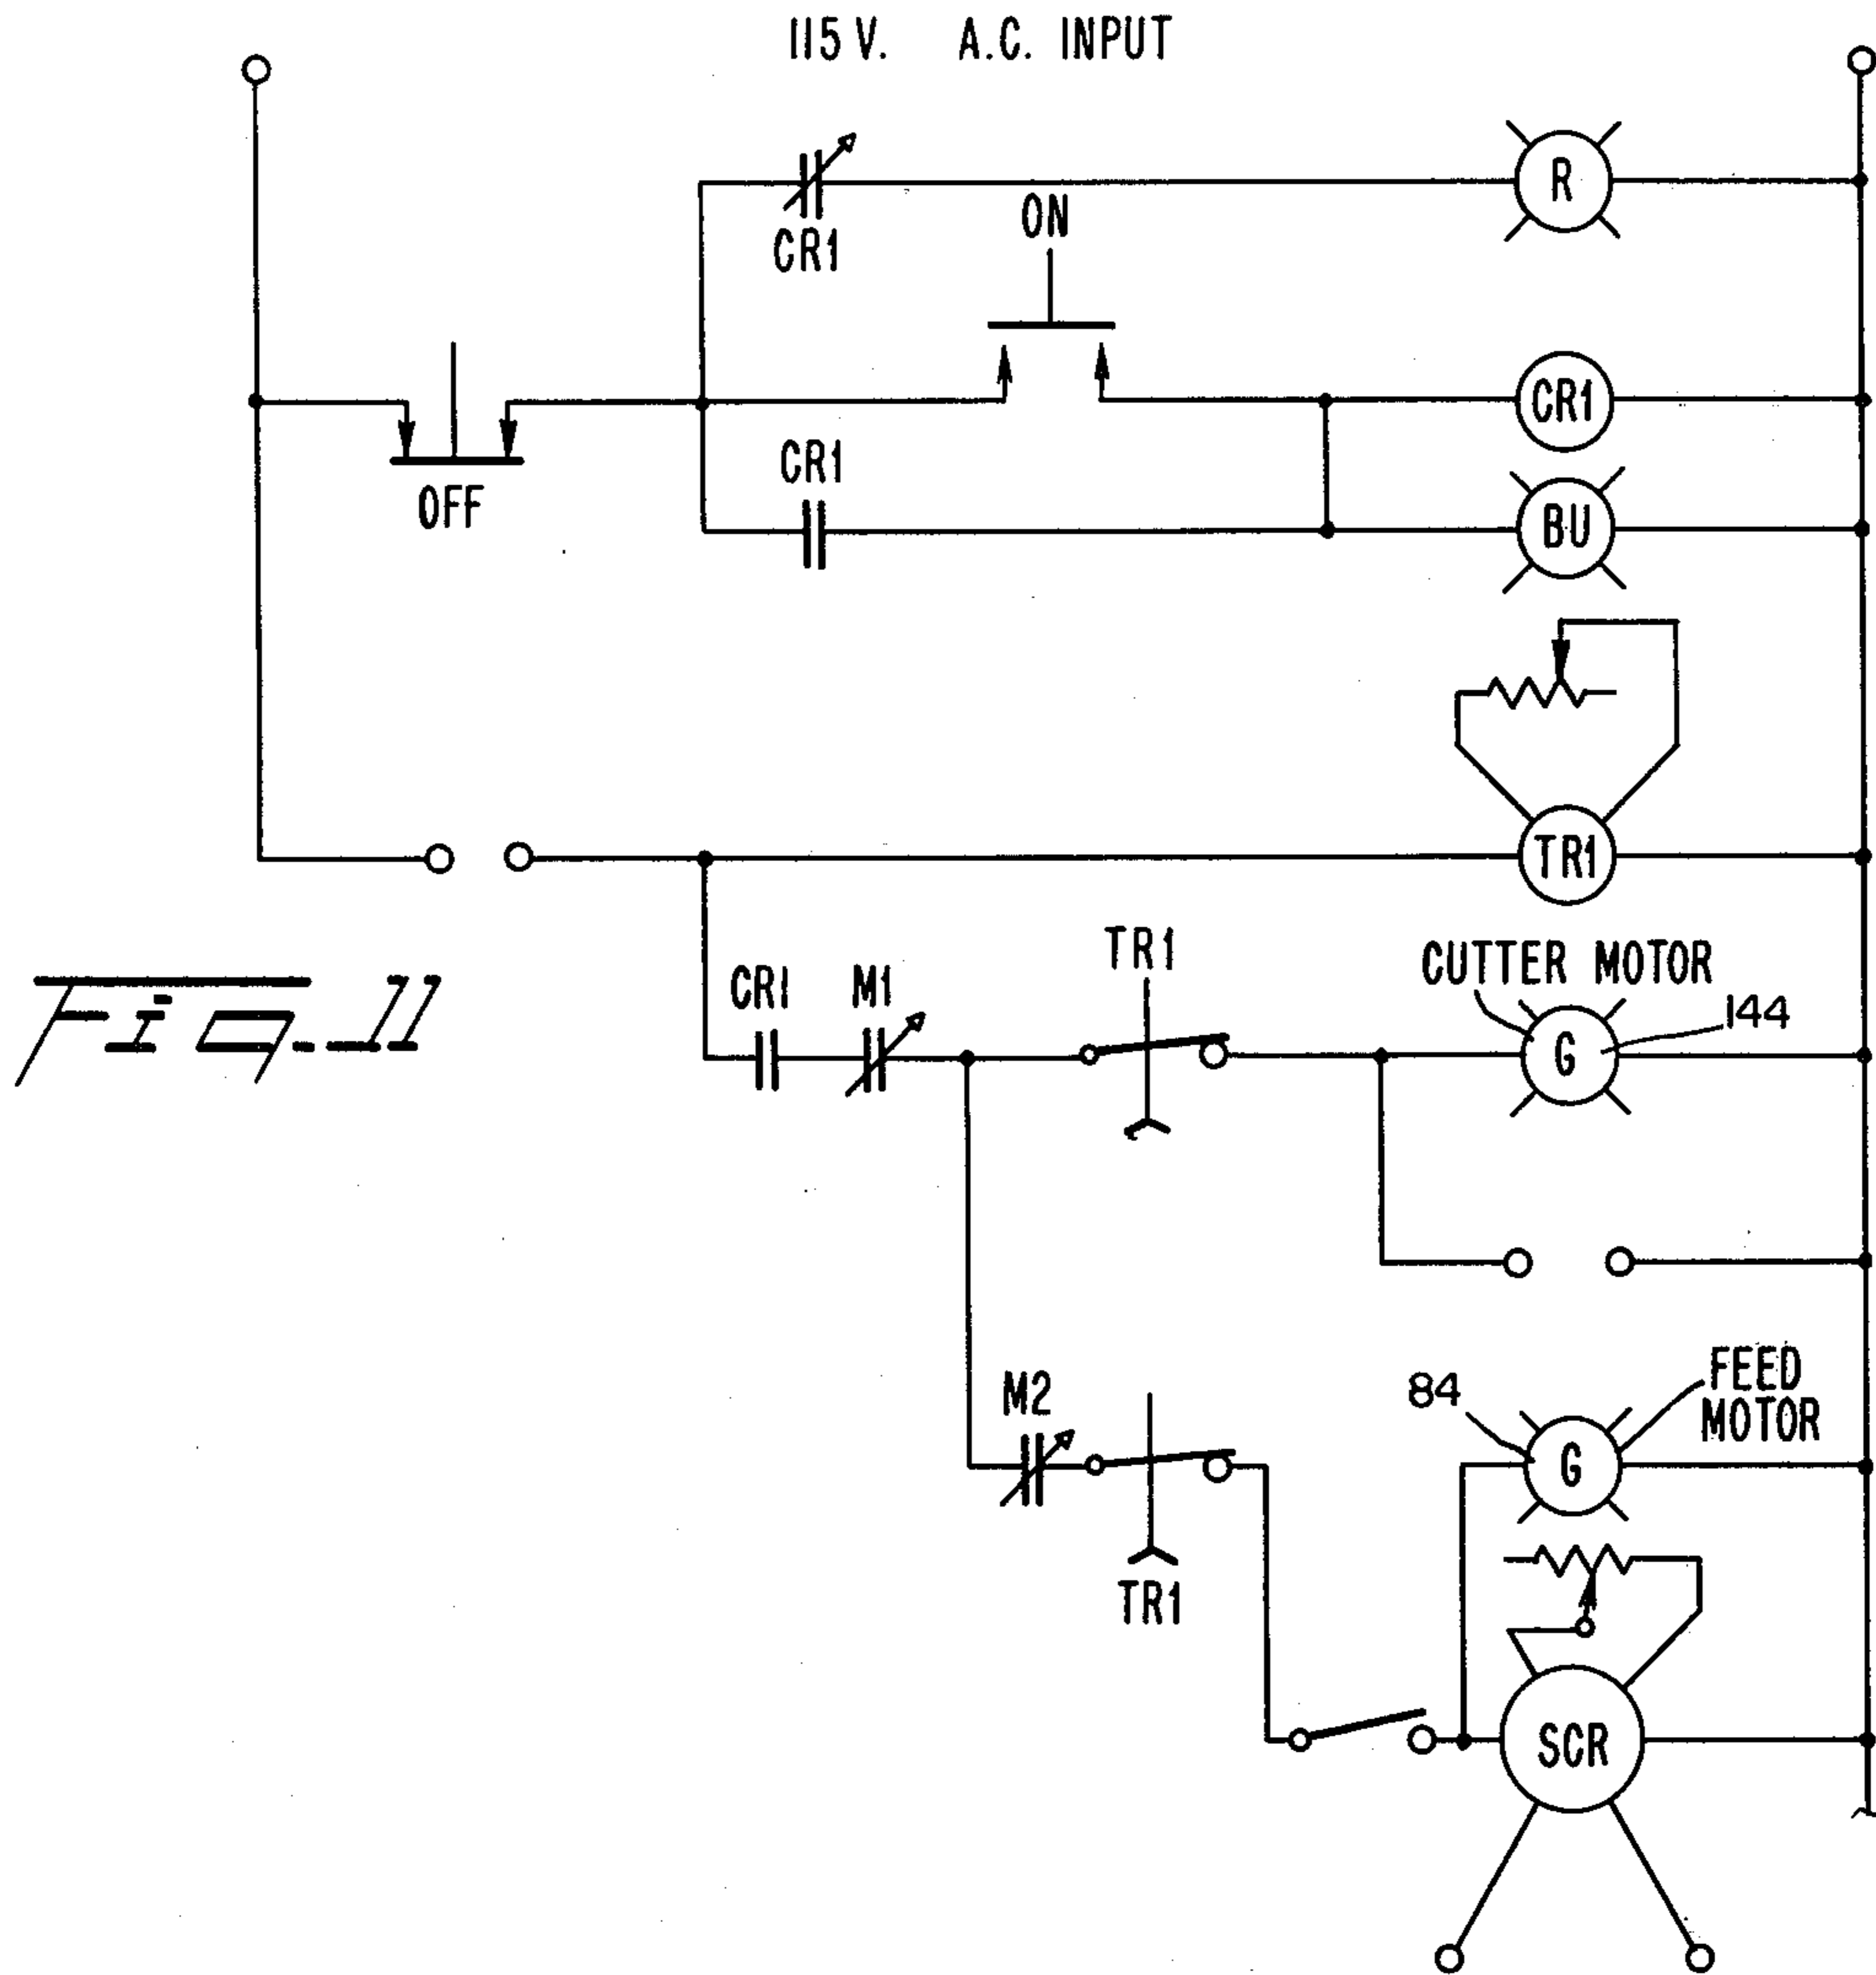 115 V. A.C. INPUT
R
CR1
ON
CR1
CR1
OFF
BU
TR1
Fig. 11
CR1
M1
TR1
CUTTER MOTOR
144
G
M2
84
FEED
MOTOR
G
TR1
SCR